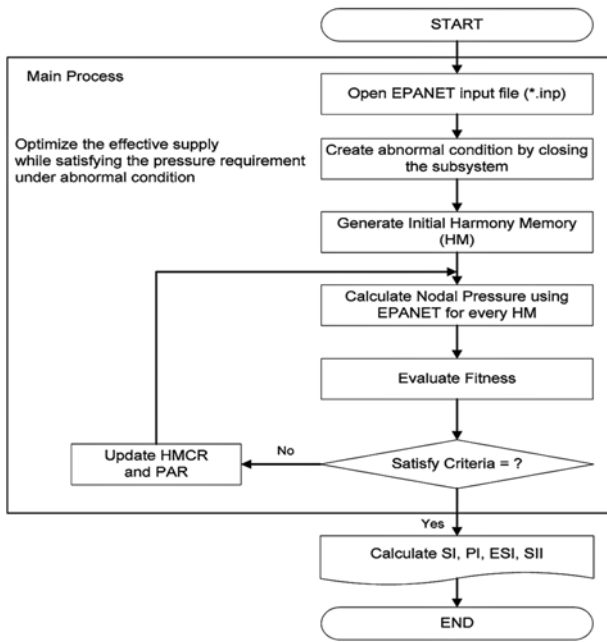 START
Main Process
Open EPANET input file (*.inp)
Optimize the effective supply
while satisfying the pressure requirement
under abnormal condition
Create abnormal condition by closing
the subsystem
Generate Initial Harmony Memory
(HM)
Calculate Nodal Pressure using
EPANET for every HM
Evaluate Fitness
Satisfy Criteria = ?
No
Update HMCR
and PAR
Yes
Calculate SI, PI, ESI, SII
END